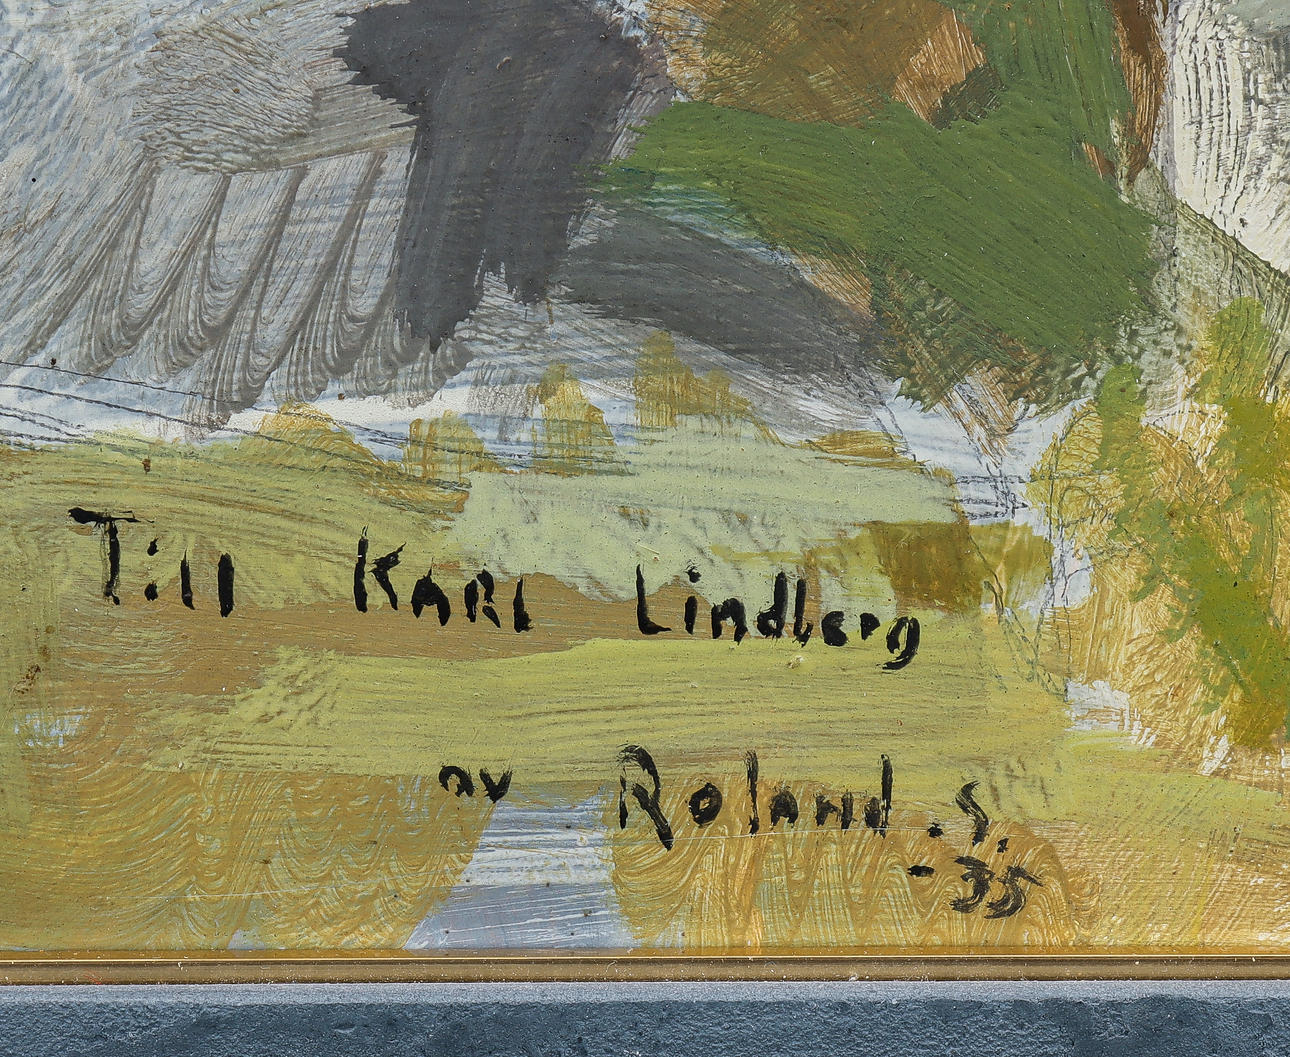 Till Karl Lindberg
av Roland. S.
-35